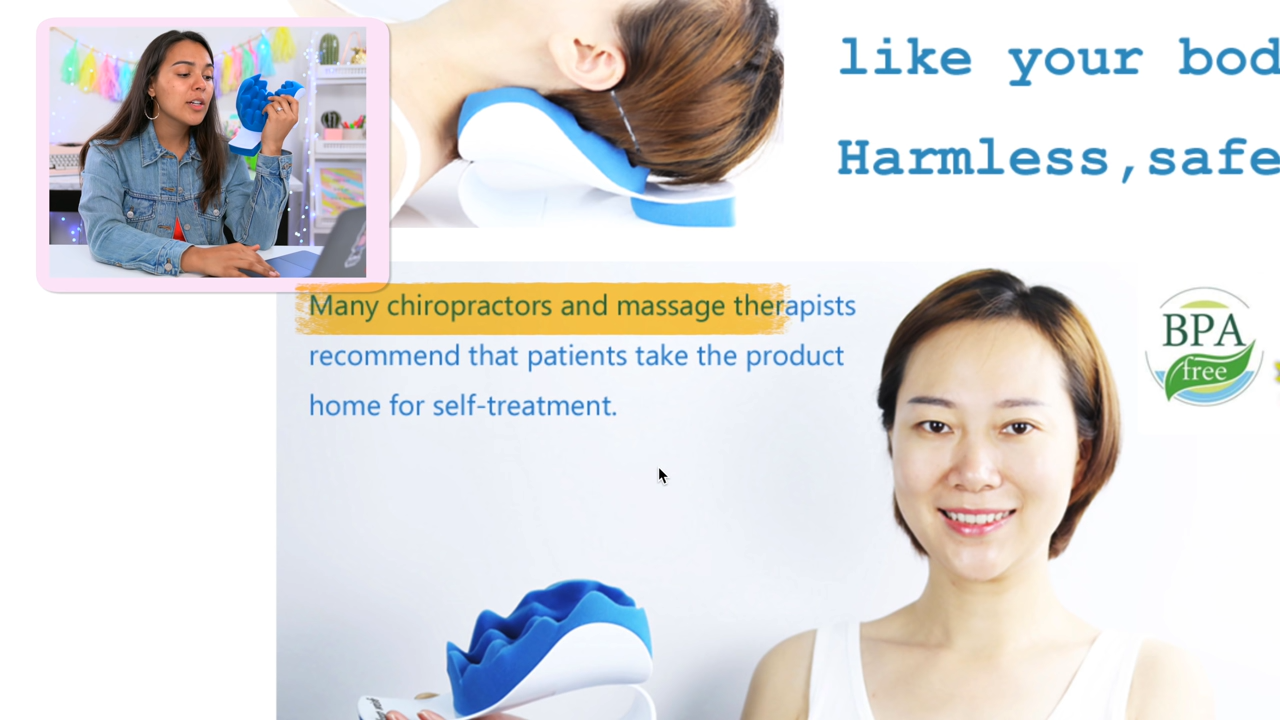 like your bod
Harmless,safe
Many chiropractors and massage therapists
recommend that patients take the product
home for self-treatment.
BPA
free